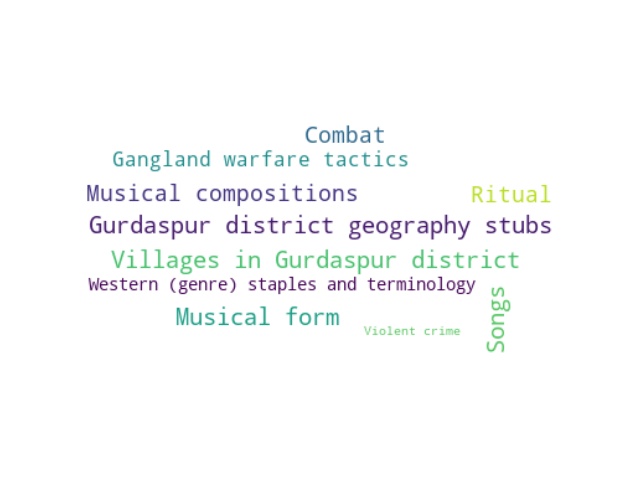 Combat
Gangland warfare tactics
Musical compositions
Ritual
Gurdaspur district geography stubs
Villages in Gurdaspur district
Western (genre) staples and terminology
Songs
Musical form
Violent crime